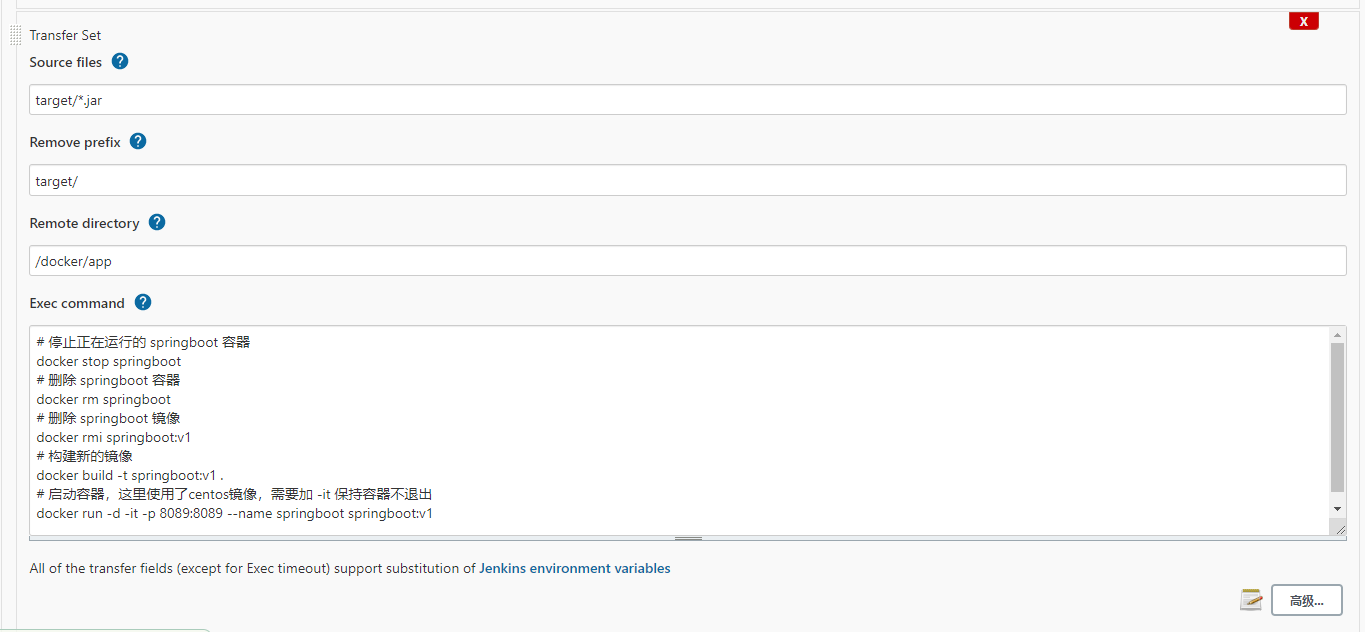 X
Transfer Set
Source files ?
target/*.jar
Remove prefix ?
target/
Remote directory ?
/docker/app
Exec command ?
# 停止正在运行的 springboot 容器
docker stop springboot
# 删除 springboot 容器
docker rm springboot
# 删除 springboot 镜像
docker rmi springboot:v1
# 构建新的镜像
docker build -t springboot:v1 .
# 启动容器，这里使用了centos镜像，需要加 -it 保持容器不退出
docker run -d -it -p 8089:8089 --name springboot springboot:v1
All of the transfer fields (except for Exec timeout) support substitution of Jenkins environment variables
高级...